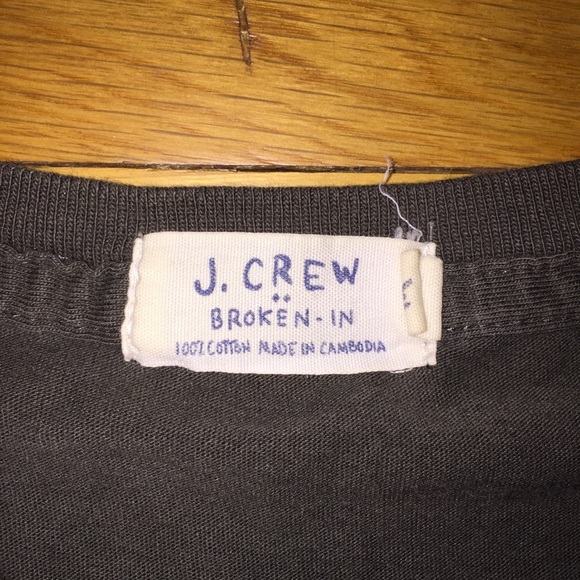 J. CREW
BROKEN-IN
100% COTTON MADE IN CAMBODIA